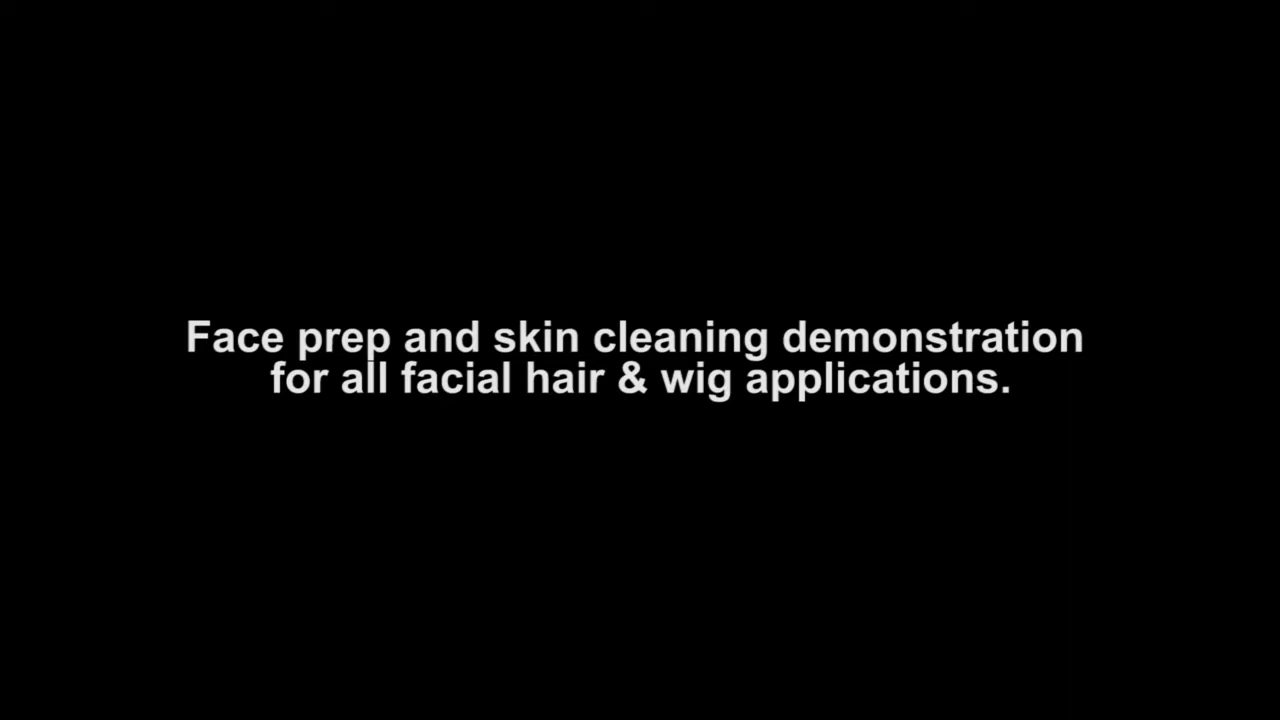 Face prep and skin cleaning demonstration
for all facial hair & wig applications.